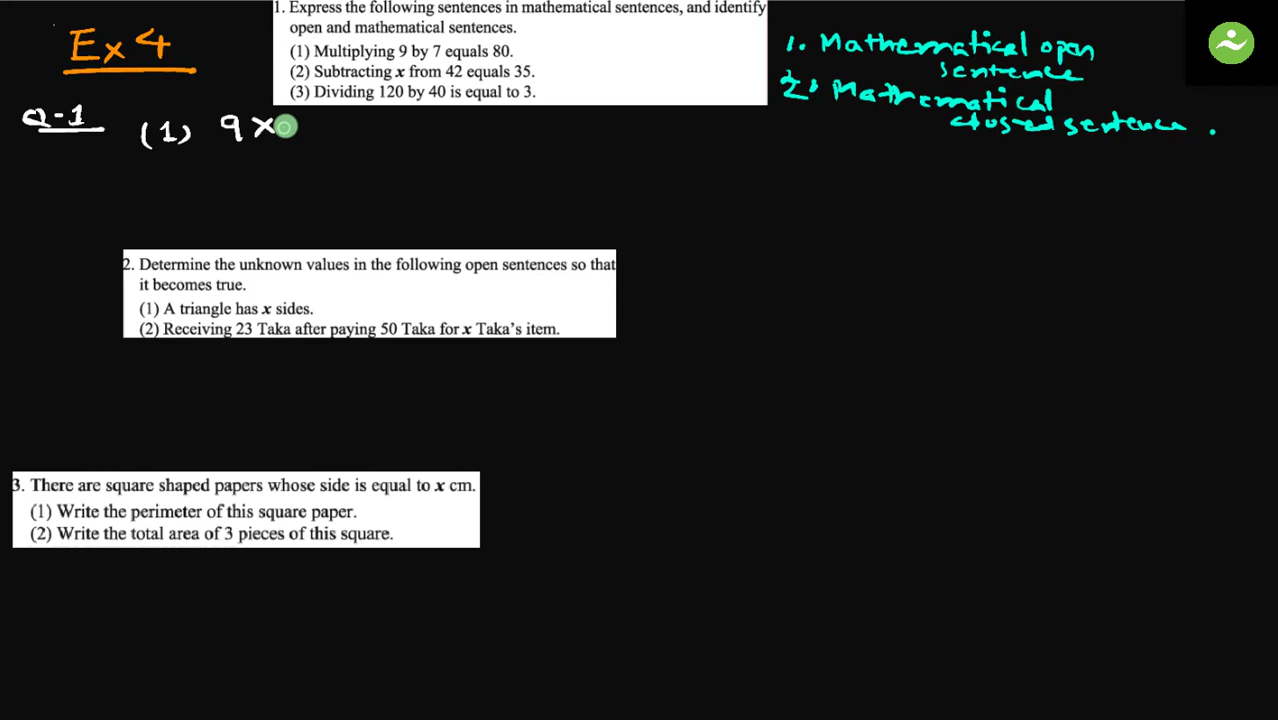 Ex 4
1. Express the following sentences in mathematical sentences, and identify
open and mathematical sentences.
(1) Multiplying 9 by 7 equals 80.
(2) Subtracting x from 42 equals 35.
(3) Dividing 120 by 40 is equal to 3.
1. Mathematical open
sentence
2. Mathematical
closed sentence .
Q-1 (1) 9 ×
2. Determine the unknown values in the following open sentences so that
it becomes true.
(1) A triangle has x sides.
(2) Receiving 23 Taka after paying 50 Taka for x Taka's item.
3. There are square shaped papers whose side is equal to x cm.
(1) Write the perimeter of this square paper.
(2) Write the total area of 3 pieces of this square.